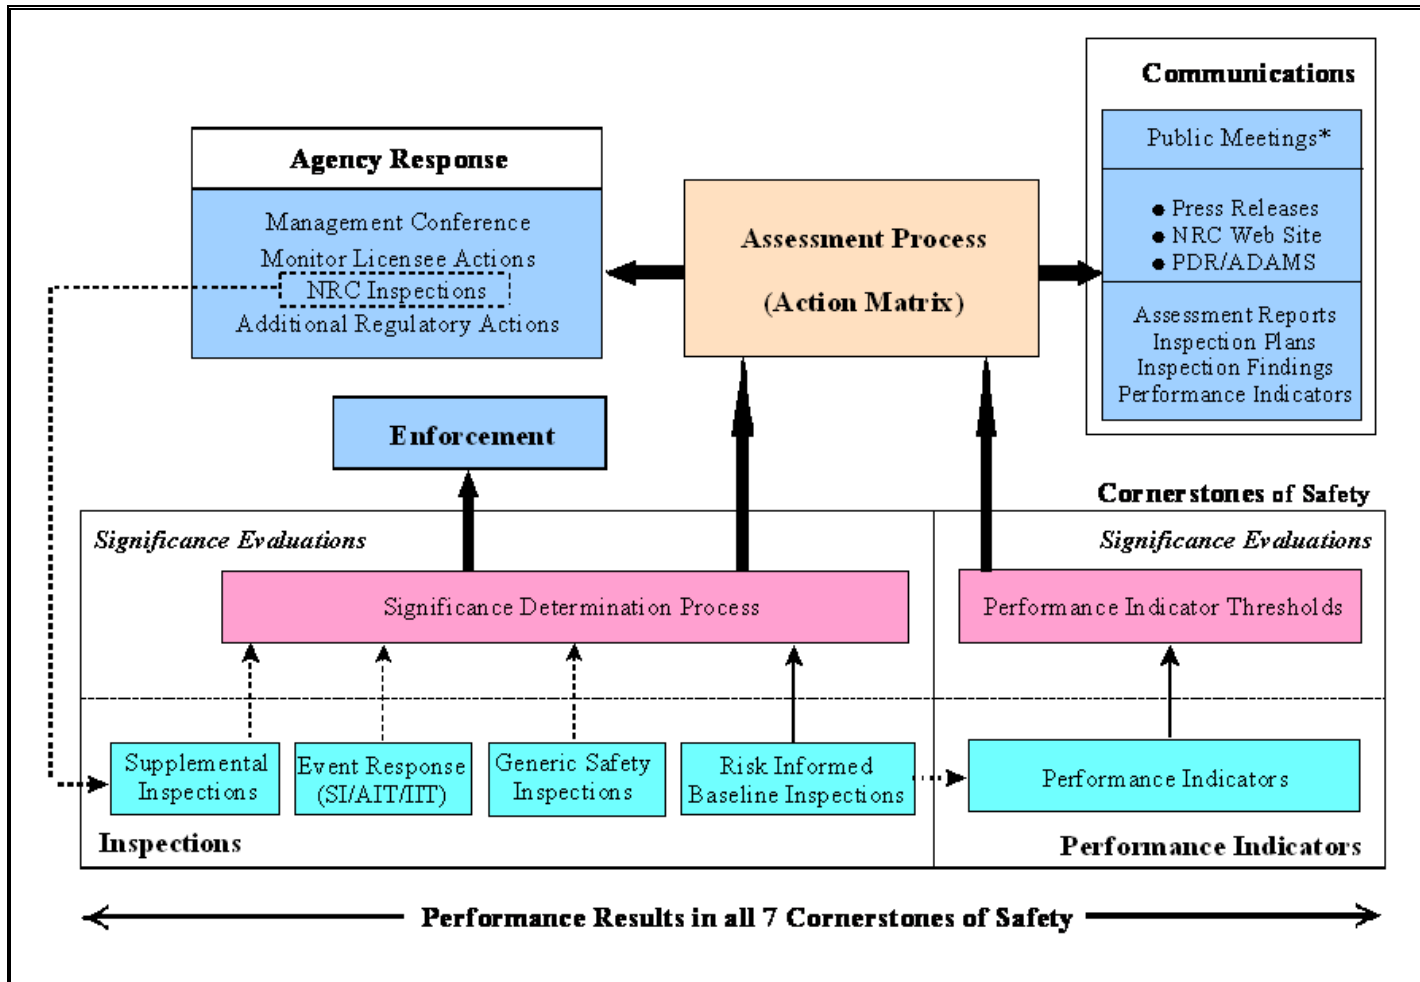 Communications
Public Meetings*
● Press Releases
● NRC Web Site
● PDR/ADAMS
Assessment Reports
Inspection Plans
Inspection Findings
Performance Indicators
Agency Response
Management Conference
Monitor Licensee Actions
NRC Inspections
Additional Regulatory Actions
Assessment Process
(Action Matrix)
Enforcement
Cornerstones of Safety
Significance Evaluations
Significance Evaluations
Significance Determination Process
Performance Indicator Thresholds
Supplemental
Inspections
Event Response
(SI/AIT/IIT)
Generic Safety
Inspections
Risk Informed
Baseline Inspections
Performance Indicators
Inspections
Performance Indicators
Performance Results in all 7 Cornerstones of Safety